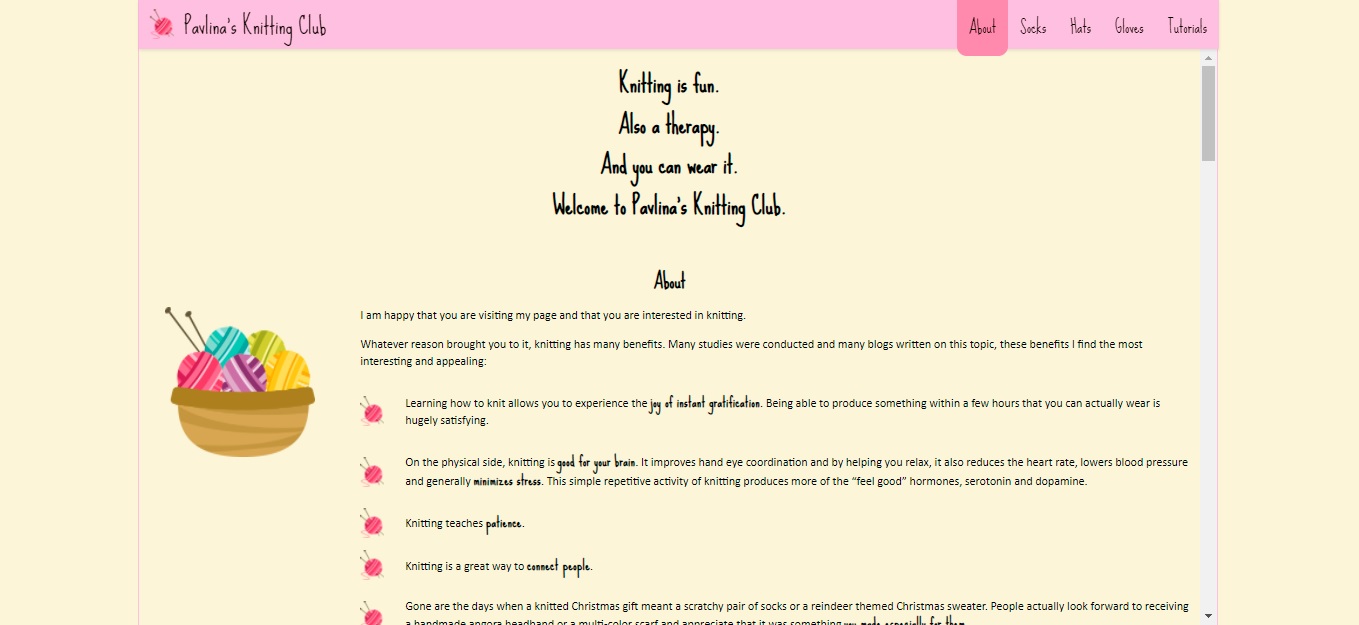 Pavlina's Knitting Club
About Socks Hats Gloves Tutorials
Knitting is fun.
Also a therapy.
And you can wear it.
Welcome to Pavlina's Knitting Club.
About
I am happy that you are visiting my page and that you are interested in knitting.
Whatever reason brought you to it, knitting has many benefits. Many studies were conducted and many blogs written on this topic, these benefits I find the most
interesting and appealing:
Learning how to knit allows you to experience the joy of instant gratification. Being able to produce something within a few hours that you can actually wear is
hugely satisfying.
On the physical side, knitting is good for your brain. It improves hand eye coordination and by helping you relax, it also reduces the heart rate, lowers blood pressure
and generally minimizes stress. This simple repetitive activity of knitting produces more of the “feel good” hormones, serotonin and dopamine.
Knitting teaches patience.
Knitting is a great way to connect people.
Gone are the days when a knitted Christmas gift meant a scratchy pair of socks or a reindeer themed Christmas sweater. People actually look forward to receiving
a handmade angora headband or a multi-color scarf and appreciate that it was something you made especially for them.